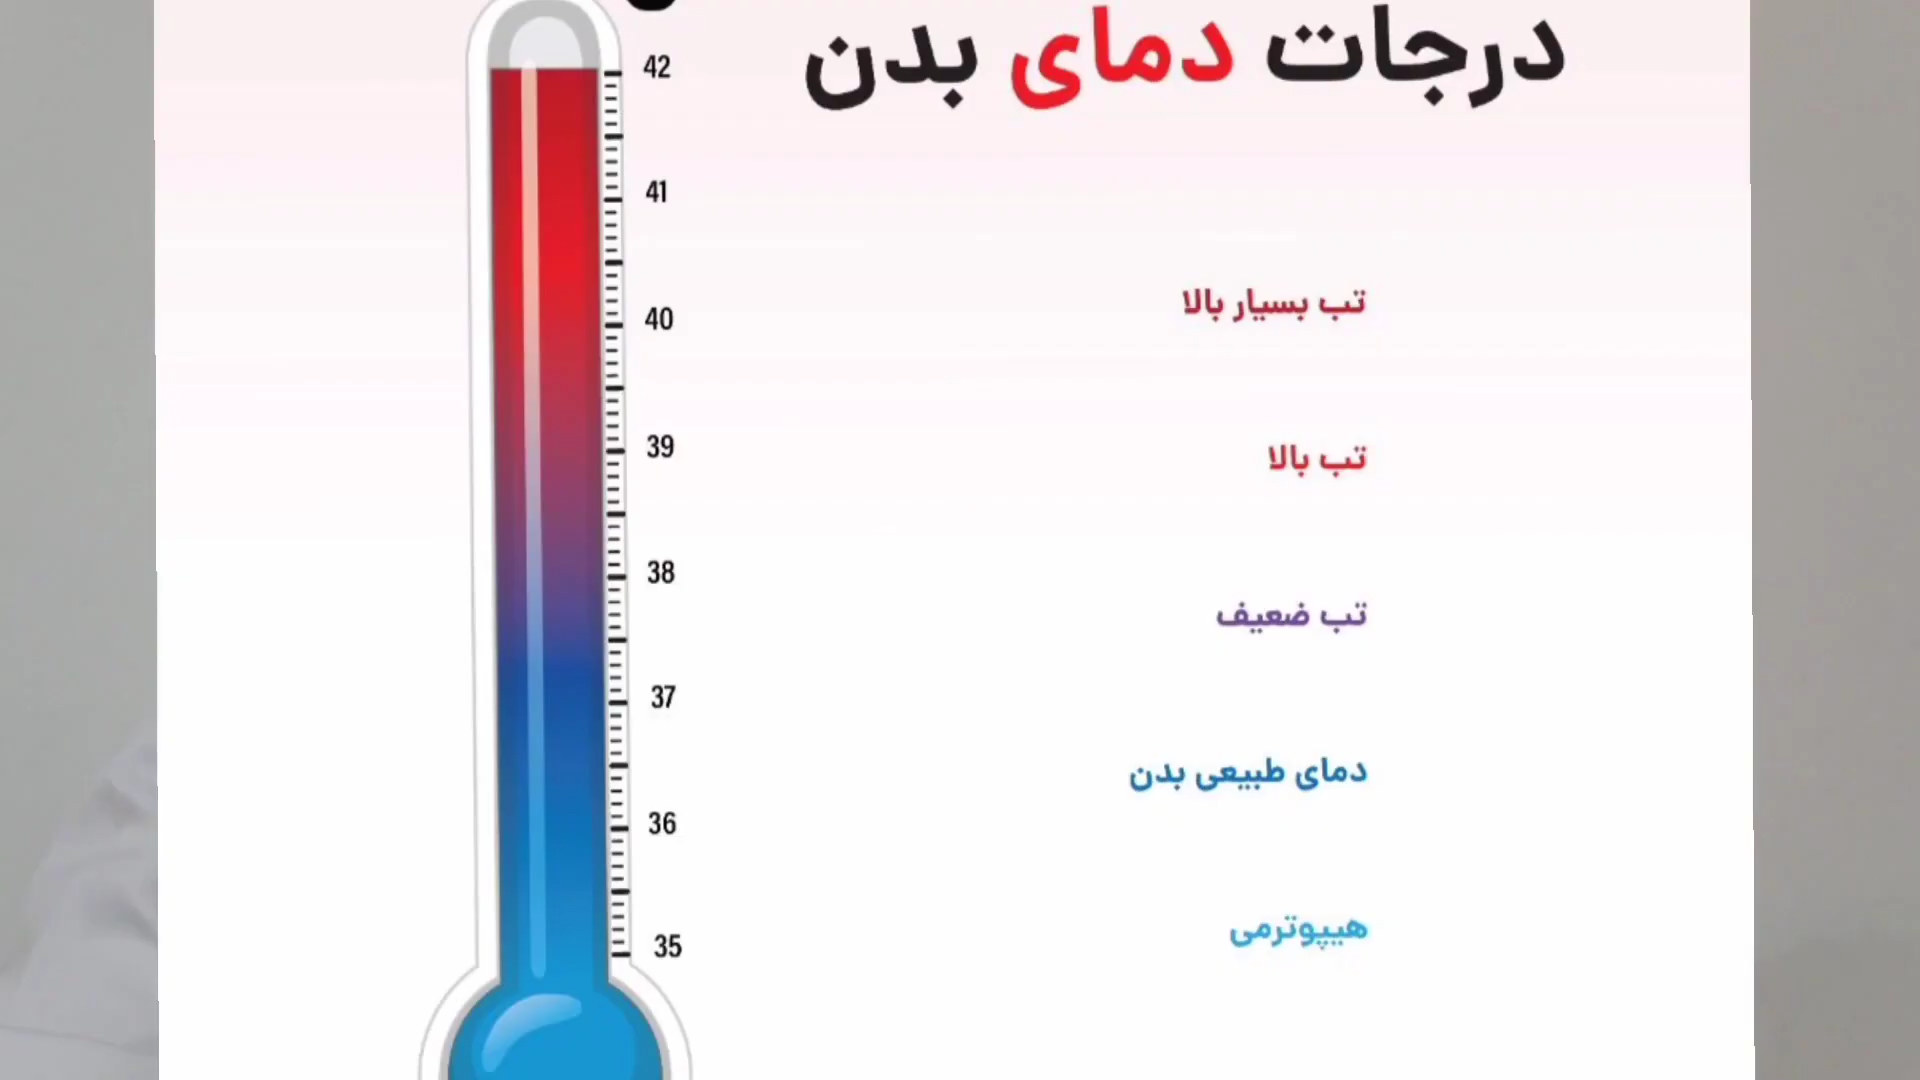 درجات دمای بدن
42
41
تب بسیار بالا
40
39
تب بالا
38
تب ضعیف
37
دمای طبیعی بدن
36
هیپوترمی
35